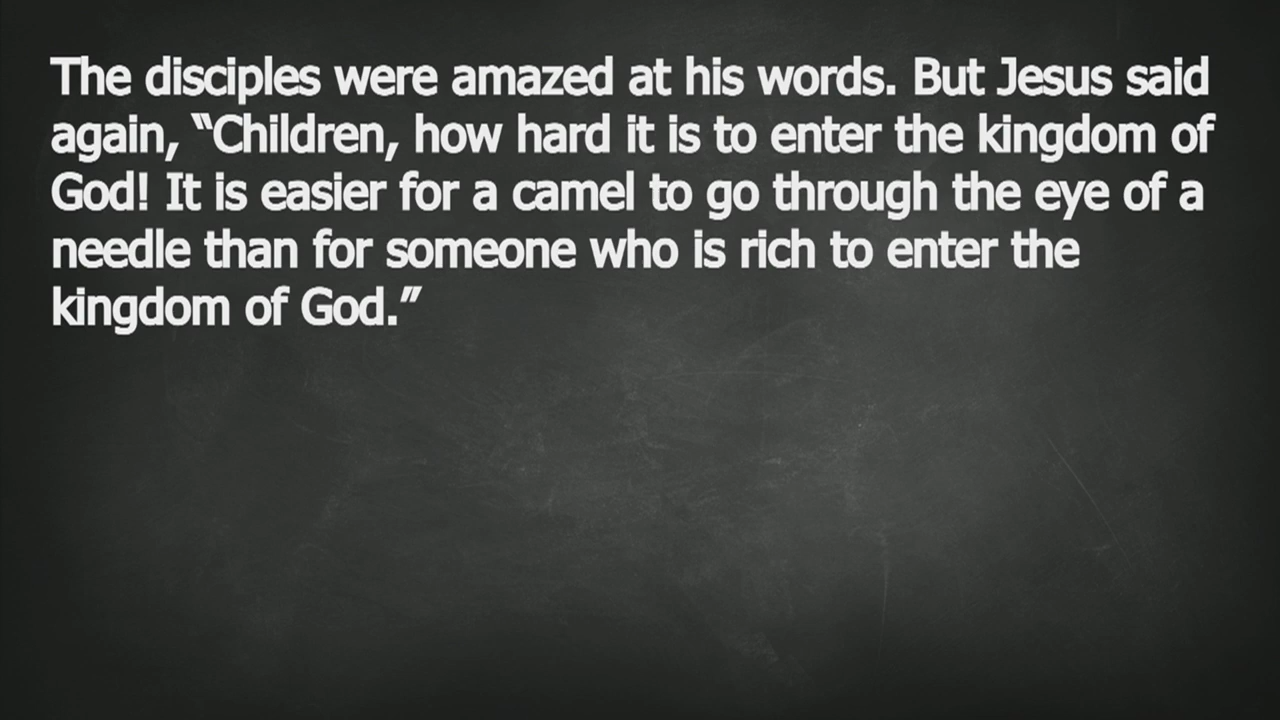 The disciples were amazed at his words. But Jesus said
again, “Children, how hard it is to enter the kingdom of
God! It is easier for a camel to go through the eye of a
needle than for someone who is rich to enter the
kingdom of God.”